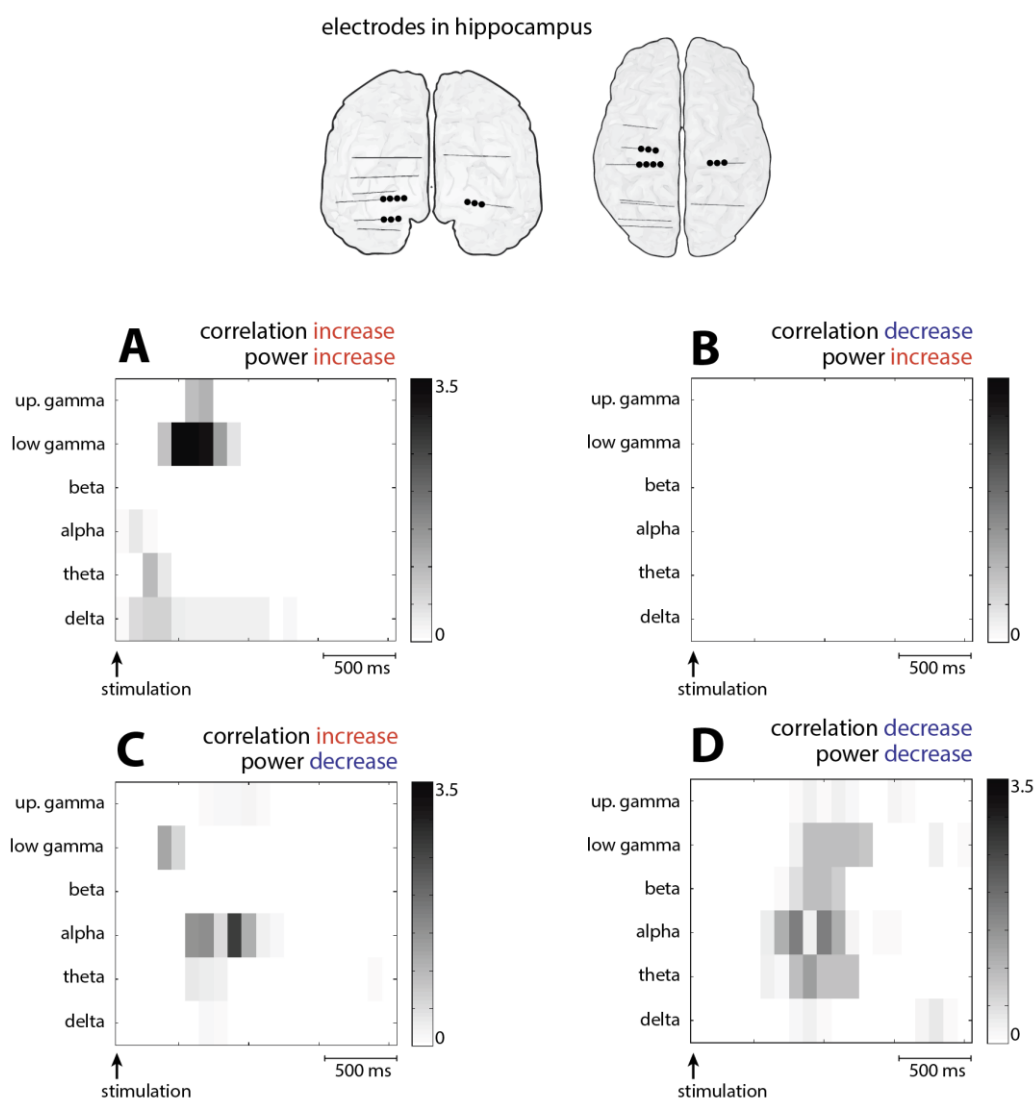 electrodes in hippocampus
A
correlation increase
power increase
up. gamma
low gamma
beta
alpha
theta
delta
3.5
0
500 ms
stimulation
B
correlation decrease
power increase
up. gamma
low gamma
beta
alpha
theta
delta
0
500 ms
stimulation
C
correlation increase
power decrease
up. gamma
low gamma
beta
alpha
theta
delta
3.5
0
500 ms
stimulation
D
correlation decrease
power decrease
up. gamma
low gamma
beta
alpha
theta
delta
3.5
0
500 ms
stimulation